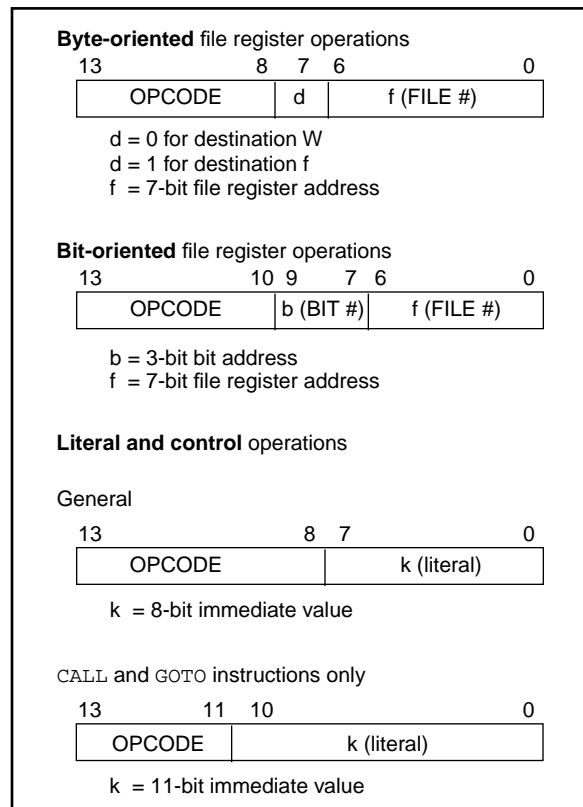 Byte-oriented file register operations
13 8 7 6 0
OPCODE d f (FILE #)
d = 0 for destination W
d = 1 for destination f
f = 7-bit file register address
Bit-oriented file register operations
13 10 9 7 6 0
OPCODE b (BIT #) f (FILE #)
b = 3-bit bit address
f = 7-bit file register address
Literal and control operations
General
13 8 7 0
OPCODE k (literal)
k = 8-bit immediate value
CALL and GOTO instructions only
13 11 10 0
OPCODE k (literal)
k = 11-bit immediate value